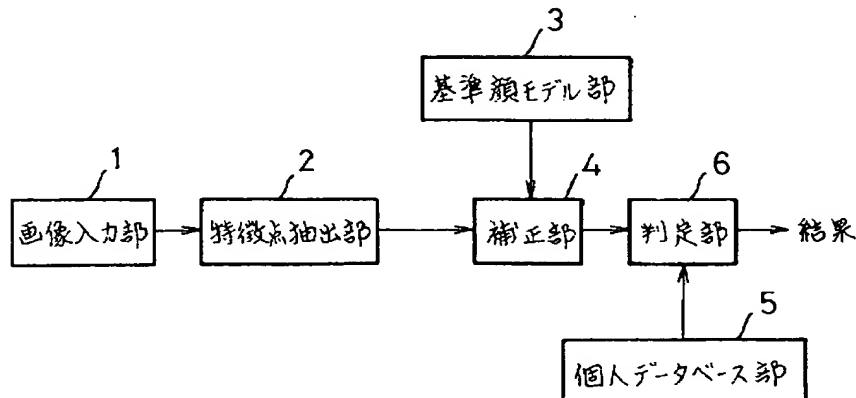 3
基準顔モデル部
1
2
4
6
画像入力部
特徴点抽出部
補正部
判定部
結果
5
個人データベース部